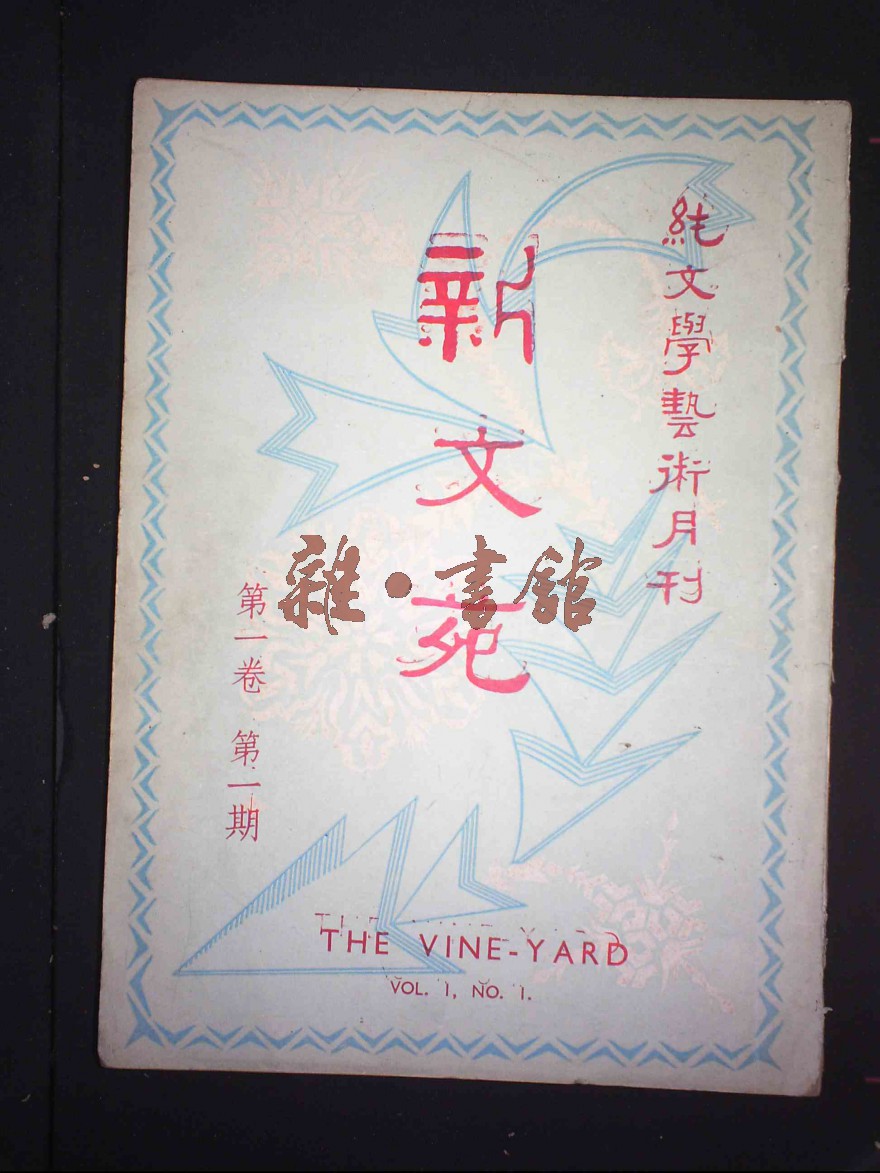 純文學藝術月刊
新文苑
第一卷 第一期
雜·書館
THE VINE-YARD
VOL. 1, NO. 1.